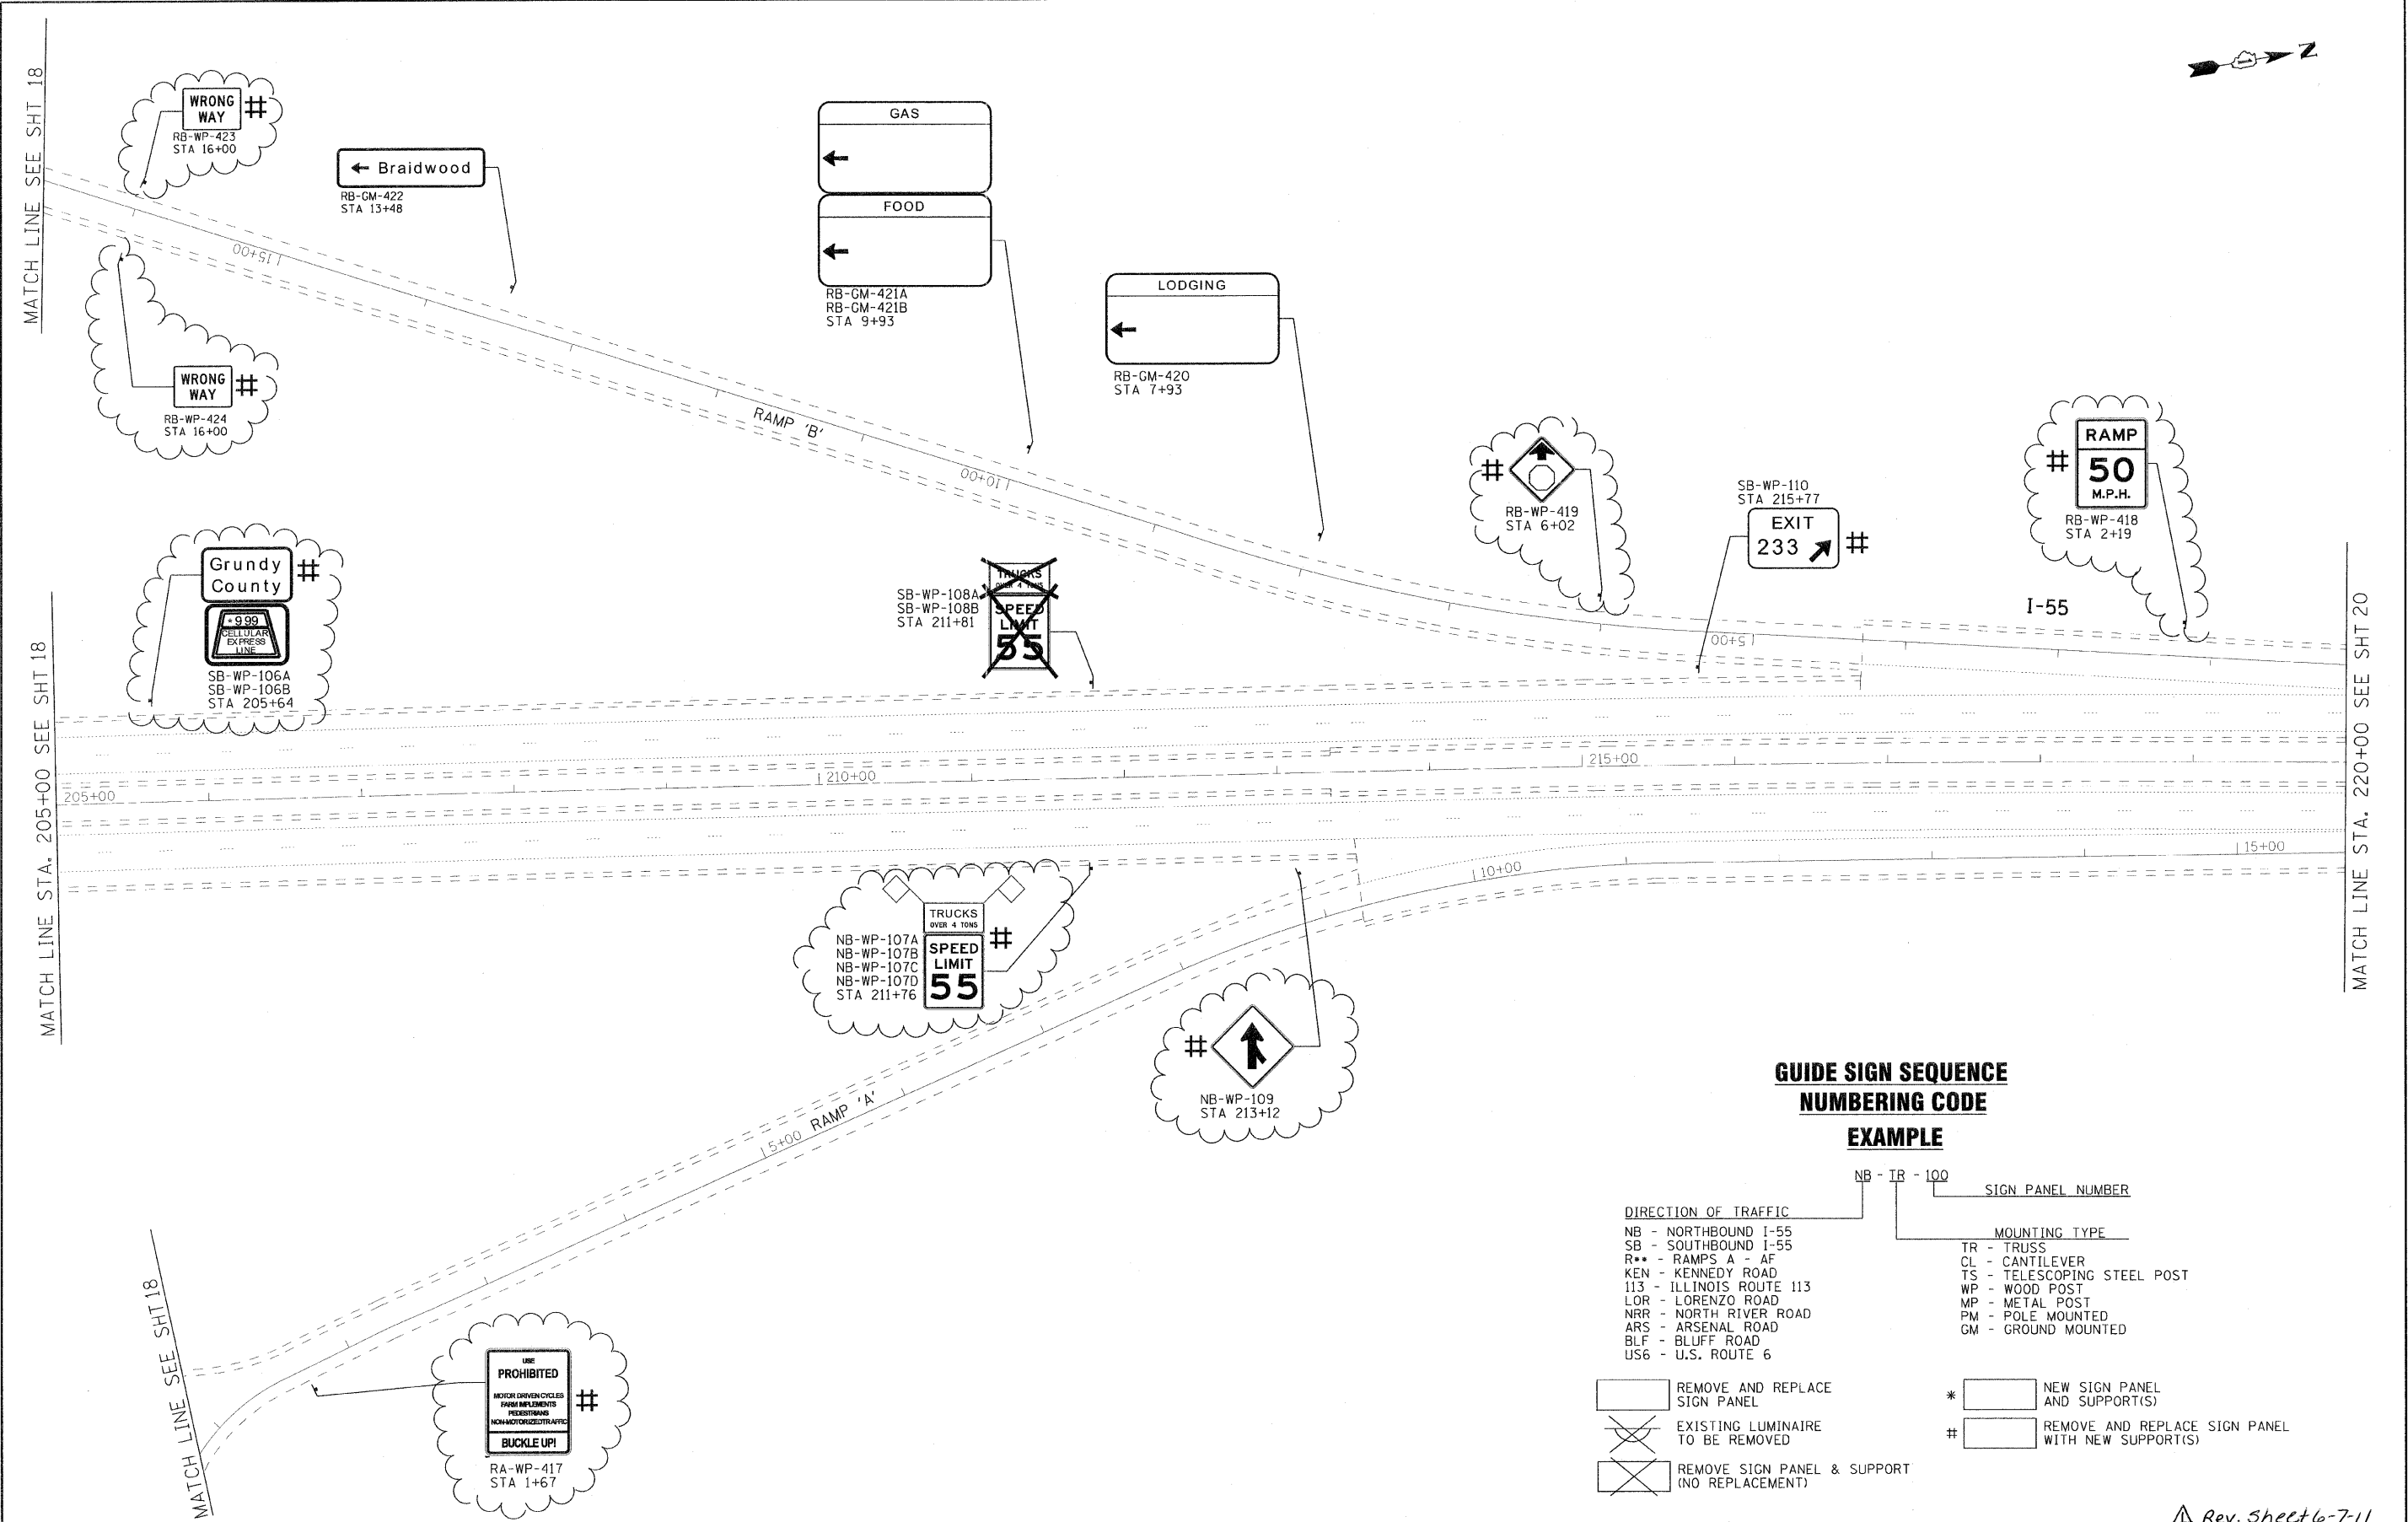 N
MATCH LINE SEE SHT 18
WRONG
WAY
#
RB-WP-423
STA 16+00
← Braidwood
RB-GM-422
STA 13+48
GAS
FOOD
RB-GM-421A
RB-GM-421B
STA 9+93
LODGING
RB-GM-420
STA 7+93
15+00
WRONG
WAY
#
RB-WP-424
STA 16+00
RAMP 'B'
10+00
#
RB-WP-419
STA 6+02
SB-WP-110
STA 215+77
EXIT
233
#
#
RAMP
50
M.P.H.
RB-WP-418
STA 2+19
I-55
5+00
Grundy
County
#
*999
CELLULAR
EXPRESS
LINE
SB-WP-106A
SB-WP-106B
STA 205+64
SB-WP-108A
SB-WP-108B
STA 211+81
TRUCKS
OVER 4 TONS
SPEED
LIMIT
55
MATCH LINE STA. 205+00 SEE SHT 18
205+00
210+00
215+00
MATCH LINE STA. 220+00 SEE SHT 20
15+00
10+00
TRUCKS
OVER 4 TONS
SPEED
LIMIT
55
#
NB-WP-107A
NB-WP-107B
NB-WP-107C
NB-WP-107D
STA 211+76
#
NB-WP-109
STA 213+12
5+00
RAMP 'A'
MATCH LINE SEE SHT 18
USE
PROHIBITED
MOTOR DRIVEN CYCLES
FARM IMPLEMENTS
PEDESTRIANS
NON-MOTORIZED TRAFFIC
BUCKLE UP!
#
RA-WP-417
STA 1+67
GUIDE SIGN SEQUENCE
NUMBERING CODE
EXAMPLE
NB - TR - 100
SIGN PANEL NUMBER
DIRECTION OF TRAFFIC
NB - NORTHBOUND I-55
SB - SOUTHBOUND I-55
R** - RAMPS A - AF
KEN - KENNEDY ROAD
113 - ILLINOIS ROUTE 113
LOR - LORENZO ROAD
NRR - NORTH RIVER ROAD
ARS - ARSENAL ROAD
BLF - BLUFF ROAD
US6 - U.S. ROUTE 6
MOUNTING TYPE
TR - TRUSS
CL - CANTILEVER
TS - TELESCOPING STEEL POST
WP - WOOD POST
MP - METAL POST
PM - POLE MOUNTED
GM - GROUND MOUNTED
REMOVE AND REPLACE
SIGN PANEL
EXISTING LUMINAIRE
TO BE REMOVED
REMOVE SIGN PANEL & SUPPORT
(NO REPLACEMENT)
* NEW SIGN PANEL
AND SUPPORT(S)
# REMOVE AND REPLACE SIGN PANEL
WITH NEW SUPPORT(S)
Rev. Sheet 6-7-11